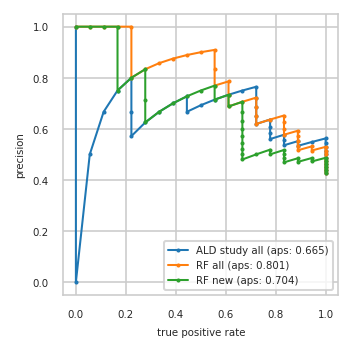 1.0
0.8
0.6
0.4
0.2
0.0
precision
0.0 0.2 0.4 0.6 0.8 1.0
true positive rate
ALD study all (aps: 0.665)
RF all (aps: 0.801)
RF new (aps: 0.704)